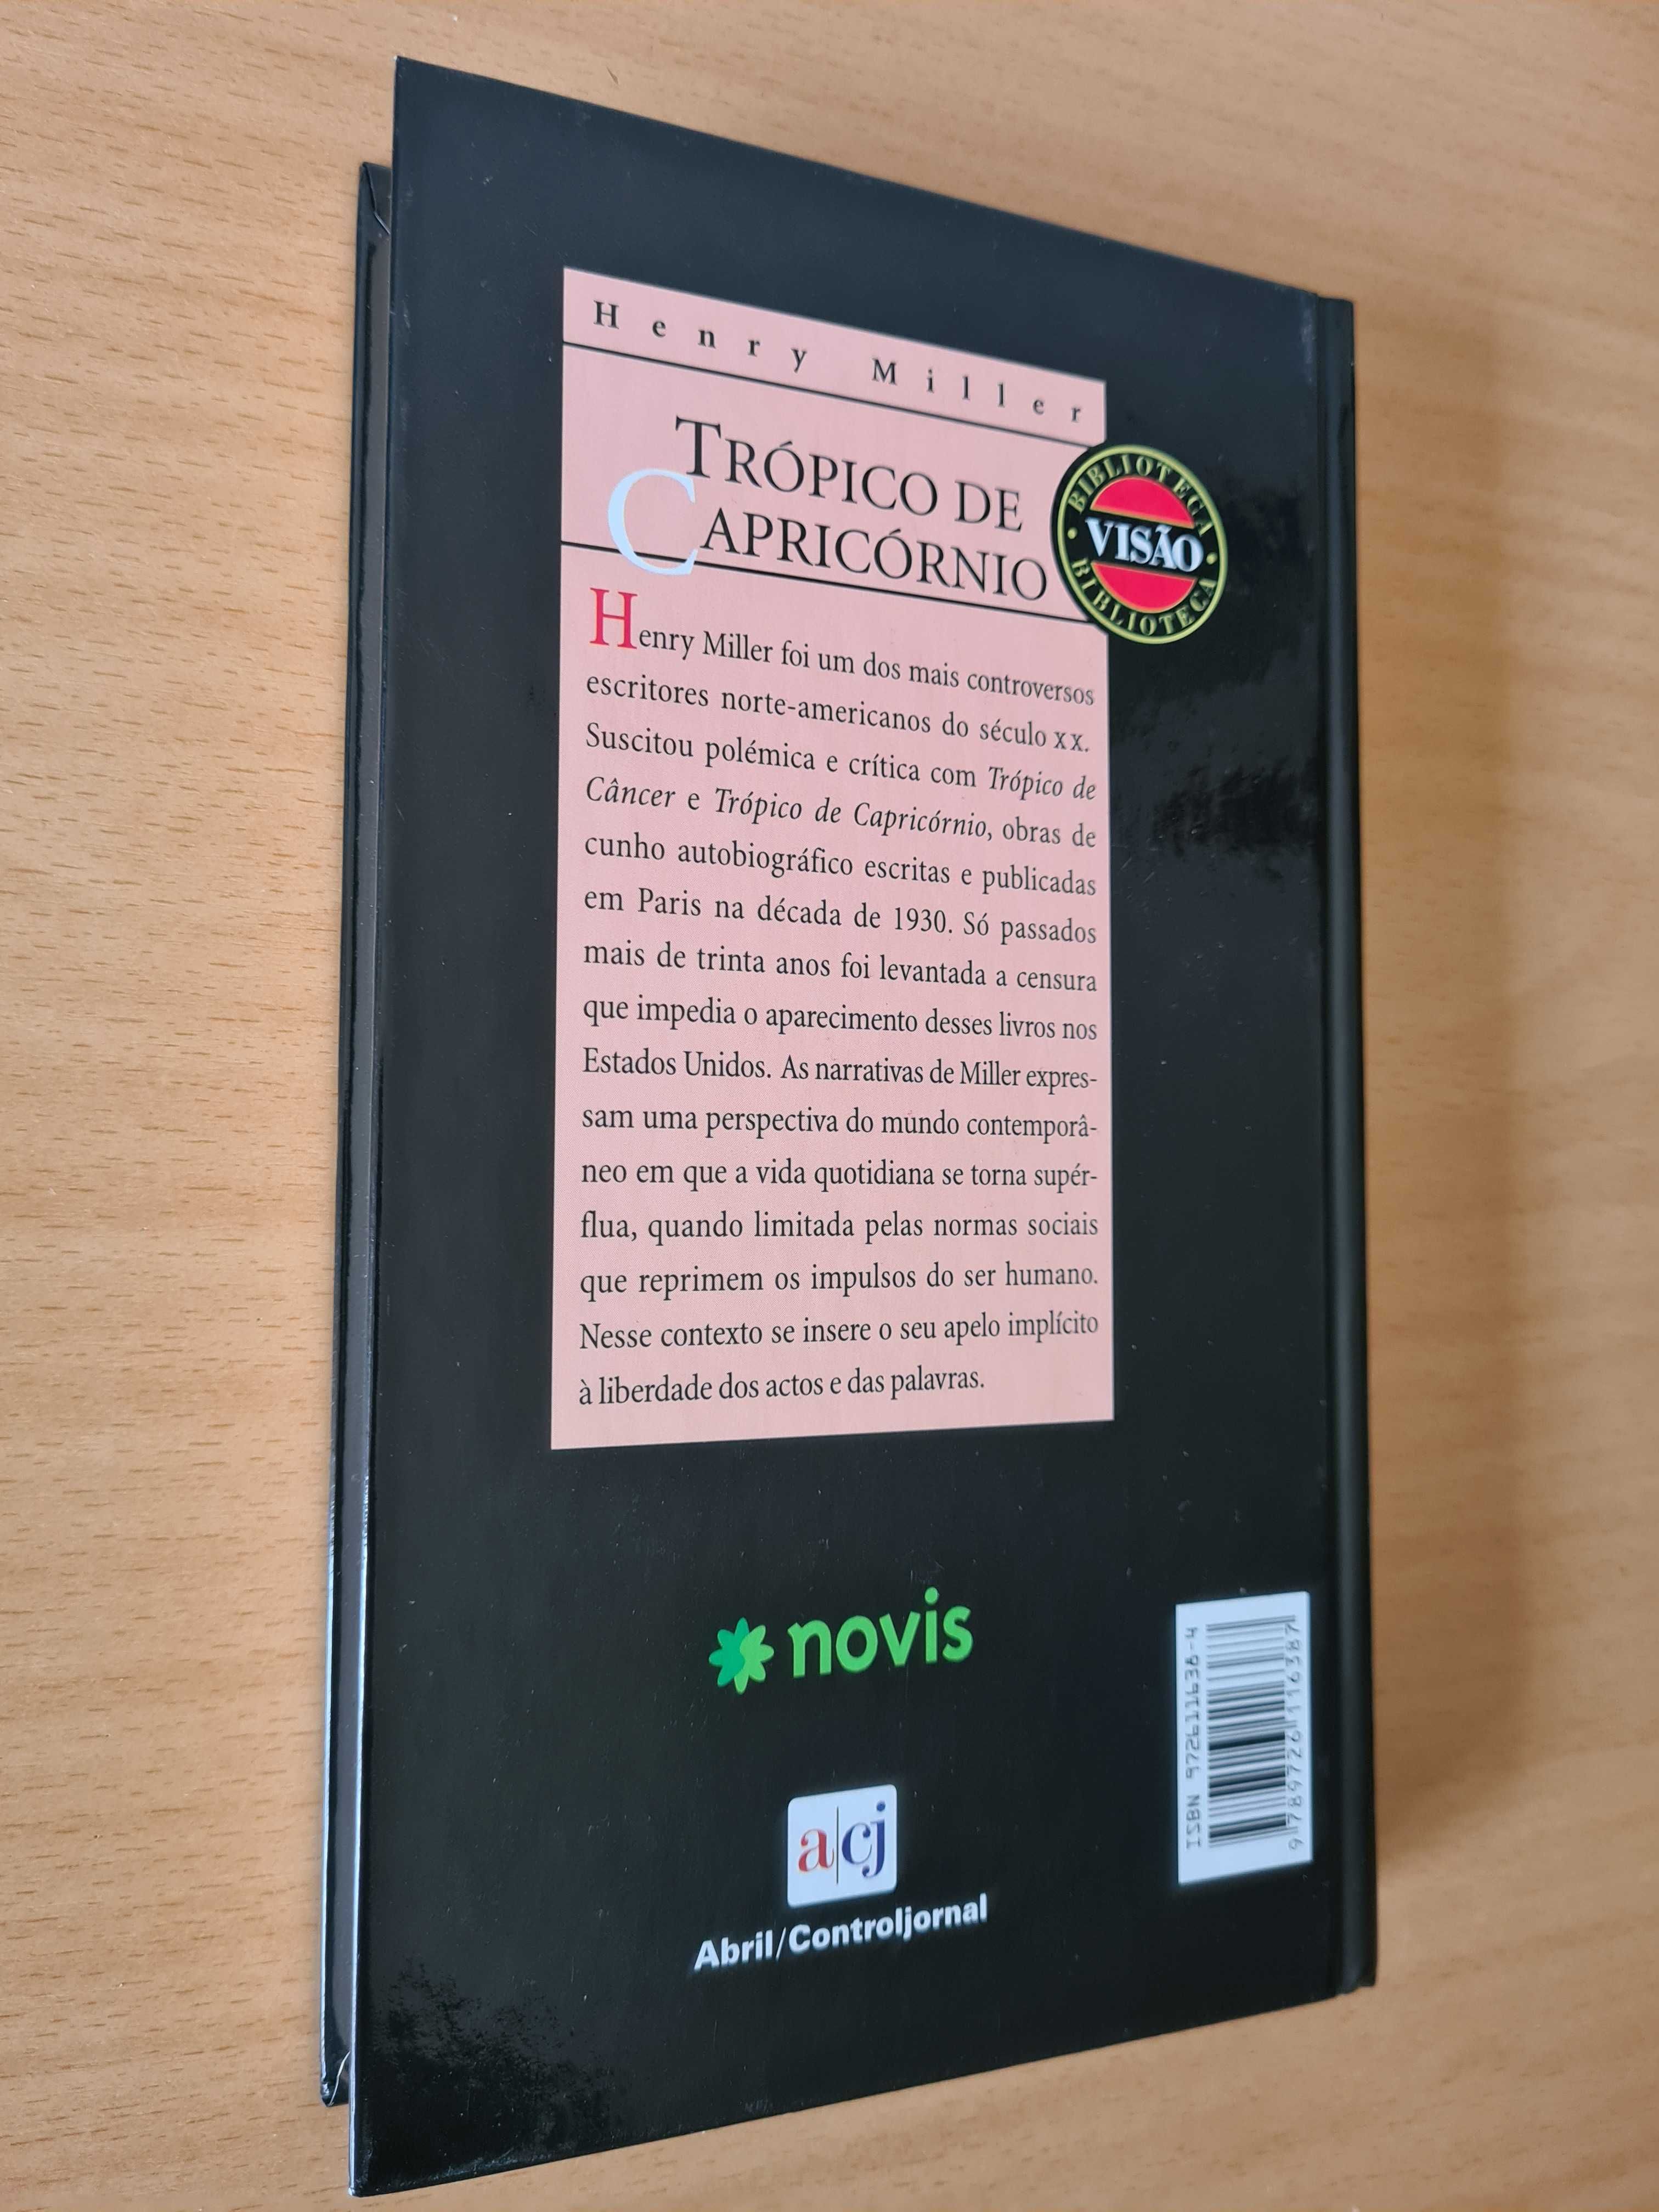 Henry Miller
TRÓPICO DE
CAPRICÓRNIO
BIBLIOTECA
VISÃO
BIBLIOTECA
Henry Miller foi um dos mais controversos
escritores norte-americanos do século XX.
Suscitou polémica e crítica com Trópico de
Câncer e Trópico de Capricórnio, obras de
cunho autobiográfico escritas e publicadas
em Paris na década de 1930. Só passados
mais de trinta anos foi levantada a censura
que impedia o aparecimento desses livros nos
Estados Unidos. As narrativas de Miller expres-
sam uma perspectiva do mundo contemporâ-
neo em que a vida quotidiana se torna supér-
flua, quando limitada pelas normas sociais
que reprimem os impulsos do ser humano.
Nesse contexto se insere o seu apelo implícito
à liberdade dos actos e das palavras.
novis
a|cj
Abril/Controljornal
ISBN 972611638-4
9 789726 116387